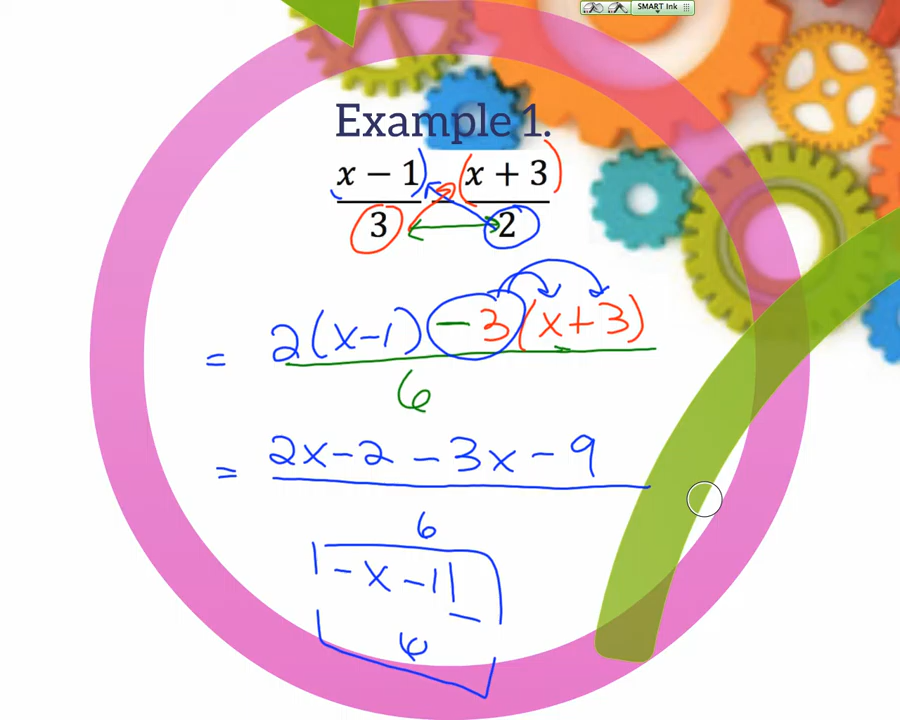 SMART Ink
Example 1.
x − 1) − (x + 3)
3 2
= 2(x-1) -3(x+3)
6
= 2x-2 -3x-9
6
-x-11
6